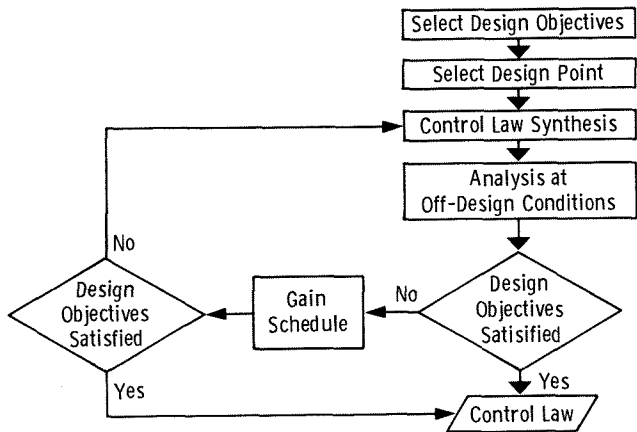 Select Design Objectives
Select Design Point
Control Law Synthesis
Analysis at
Off-Design Conditions
Design
Objectives
Satisified
No
Yes
Gain
Schedule
Design
Objectives
Satisfied
No
Yes
Control Law